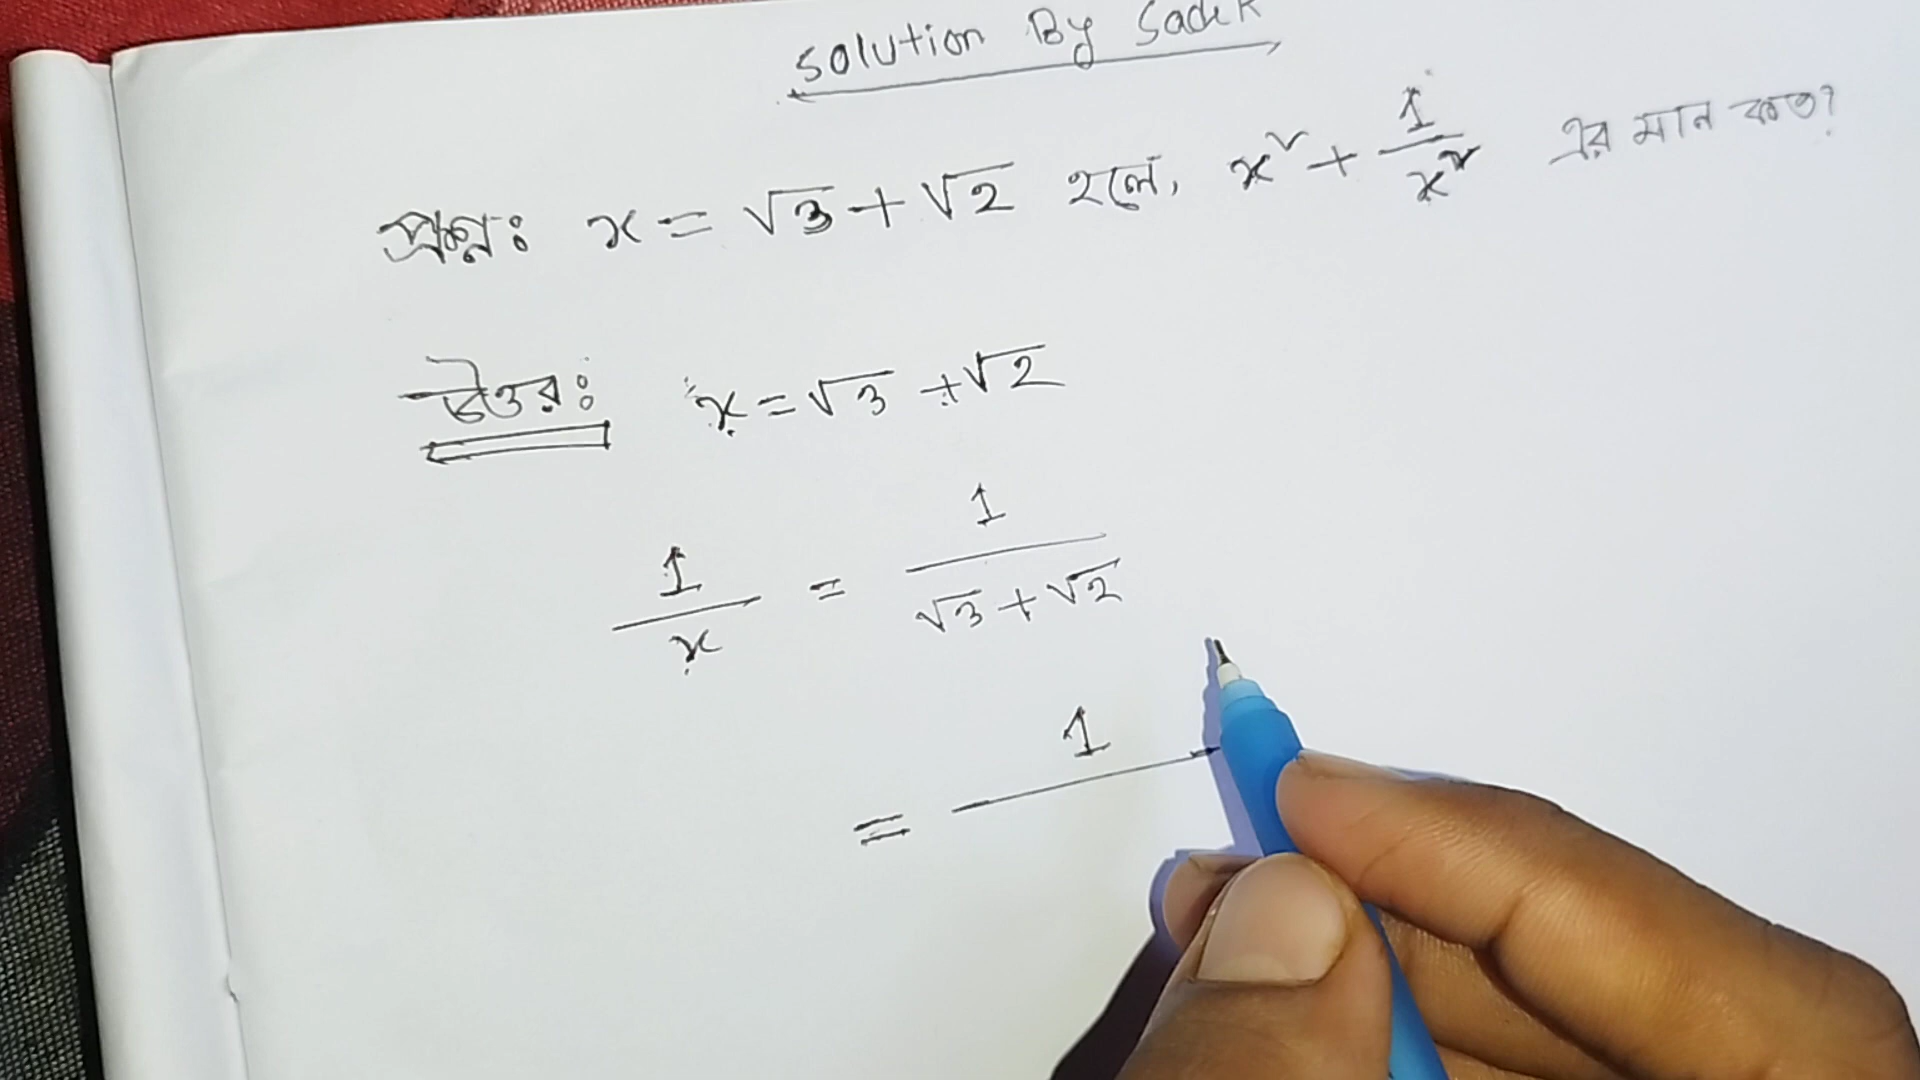 Solution By Sadik
প্রশ্ন: x = √3 + √2 হলে, x² + 1/x² এর মান কত?
উত্তর: x = √3 + √2
1/x = 1/(√3 + √2)
= 1